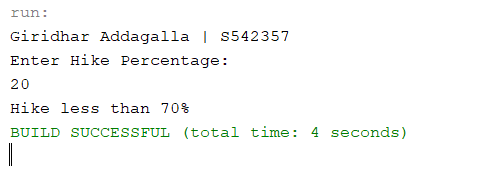 run:
Giridhar Addagalla | S542357
Enter Hike Percentage:
20
Hike less than 70%
BUILD SUCCESSFUL (total time: 4 seconds)